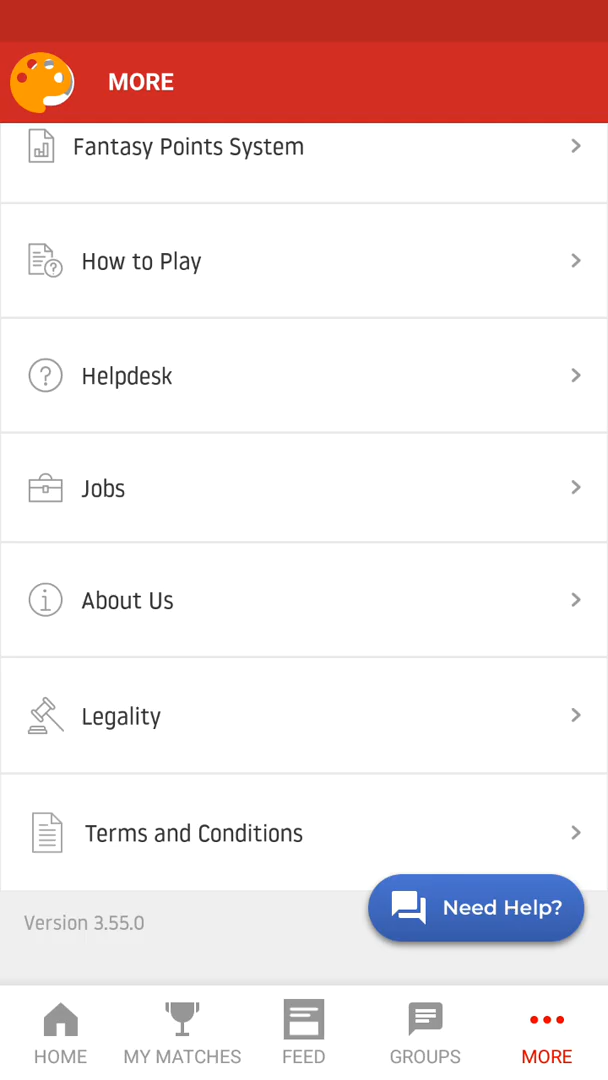 MORE
Fantasy Points System
How to Play
Helpdesk
Jobs
About Us
Legality
Terms and Conditions
Version 3.55.0
Need Help?
HOME
MY MATCHES
FEED
GROUPS
MORE